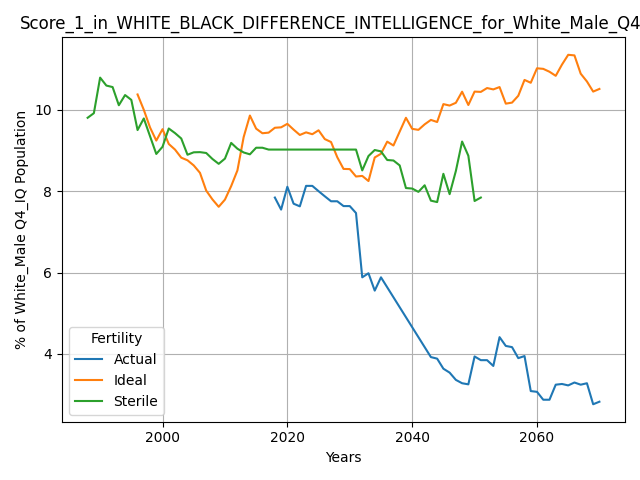 Score_1_in_WHITE_BLACK_DIFFERENCE_INTELLIGENCE_for_White_Male_Q4
% of White_Male Q4_IQ Population
10
8
6
4
Fertility
Actual
Ideal
Sterile
2000
2020
2040
2060
Years